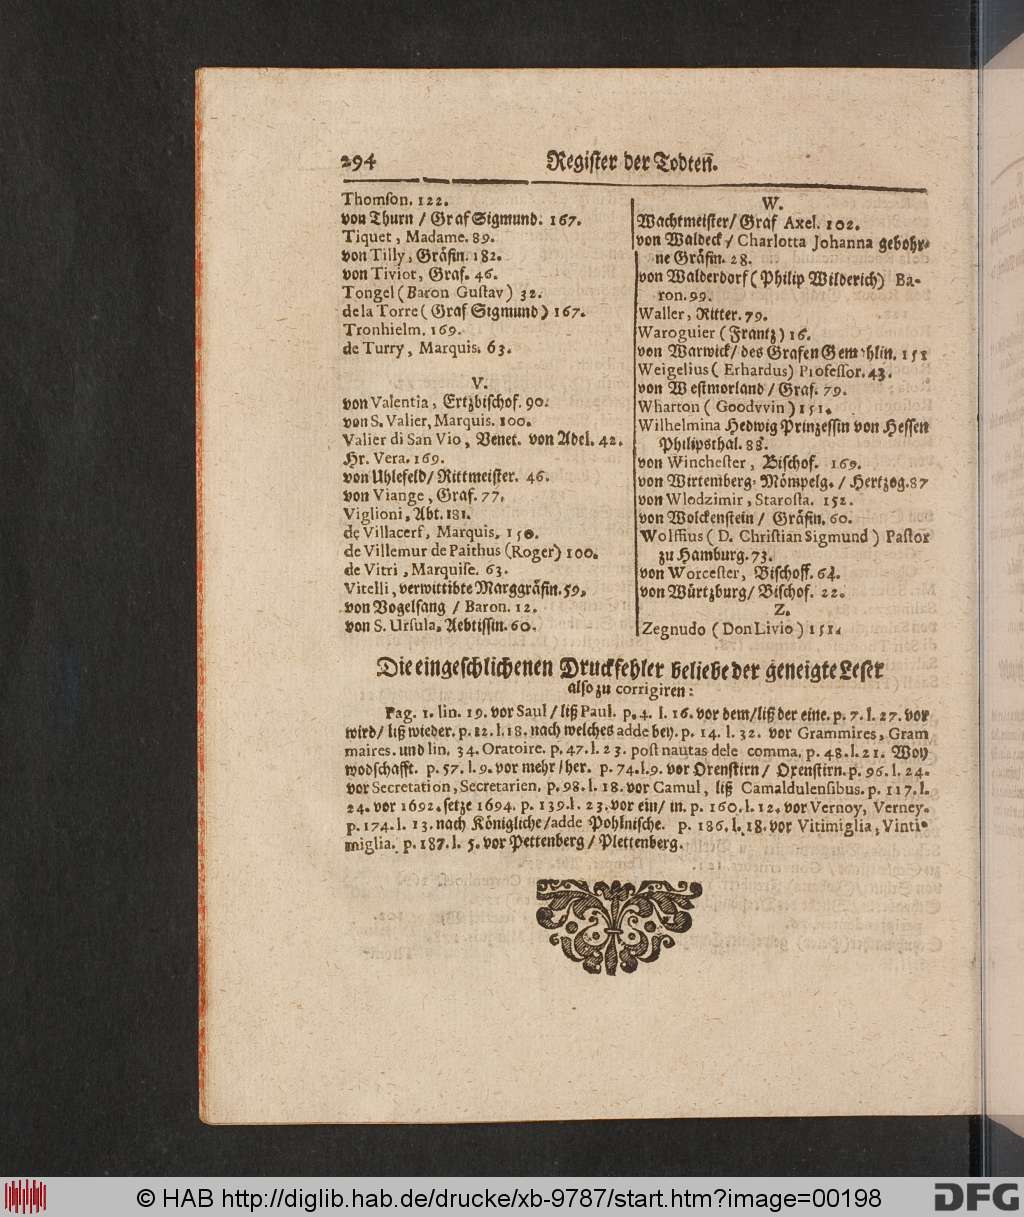 294 Register der Todten̄.
Thomson. 122.
von Thurn / Graf Sigmund. 167.
Tiquet, Madame. 89.
von Tilly, Gräfin. 182.
von Tiviot, Graf. 46.
Tongel (Baron Gustav) 32.
de la Torre (Graf Sigmund) 167.
Tronhielm. 169.
de Turry, Marquis. 63.
V.
von Valentia, Ertzbischof. 90.
von S. Valier, Marquis. 100.
Valier di San Vio, Venet. von Adel. 42.
Hr. Vera. 169.
von Uhlefeld / Rittmeister. 46.
von Viange, Graf. 77.
Viglioni, Abt. 181.
de Villacerf, Marquis. 150.
de Villemur de Paithus (Roger) 100.
de Vitri, Marquise. 63.
Vitelli, verwittibte Marggräfin. 59.
von Vogelsang / Baron. 12.
von S. Ursula, Aebtissin. 60.
W.
Wachtmeister / Graf Axel. 102.
von Waldeck / Charlotta Johanna gebohr-
ne Gräfin. 28.
von Walderdorf (Philip Wilderich) Ba-
ron. 99.
Waller, Ritter. 79.
Waroguier (Frantz) 16.
von Warwick / des Grafen Gemahlin. 151
Weigelius (Erhardus) Professor. 43.
von Westmorland / Graf. 79.
Wharton (Goodvvin) 151.
Wilhelmina Hedwig Prinzessin von Hessen
Philipsthal. 88.
von Winchester, Bischof. 169.
von Wirtemberg-Mömpelg. / Hertzog. 87
von Wlodzimir, Starosta. 152.
von Wolckenstein / Gräfin. 60.
Wolffius (D. Christian Sigmund) Pastor
zu Hamburg. 73.
von Worcester, Bischoff. 64.
von Würtzburg / Bischof. 22.
Z.
Zegnudo (Don Livio) 151.
Die eingeschlichenen Druckfehler beliebe der geneigte Leser
also zu corrigiren:
Pag. 1. lin. 19. vor Saul / liß Paul. p. 4. l. 16. vor dem / liß der eine. p. 7. l. 27. vor
wird / liß wieder. p. 12. l. 18. nach welches adde bey. p. 14. l. 32. vor Grammires, Gram
maires. und lin. 34. Oratoire. p. 47. l. 23. post nautas dele comma. p. 48. l. 21. Woy
wodschafft. p. 57. l. 9. vor mehr / her. p. 74. l. 9. vor Orenstirn / Oxenstirn. p. 96. l. 24.
vor Secretation, Secretarien. p. 98. l. 18. vor Camul, liß Camaldulensibus. p. 117. l.
24. vor 1692. setze 1694. p. 139. l. 23. vor ein / in. p. 160. l. 12. vor Vernoy, Verney.
p. 174. l. 13. nach Königliche / adde Pohlnische. p. 186. l. 18. vor Vitimiglia, Vinti-
miglia. p. 187. l. 5. vor Pettenberg / Plettenberg.
© HAB http://diglib.hab.de/drucke/xb-9787/start.htm?image=00198
DFG